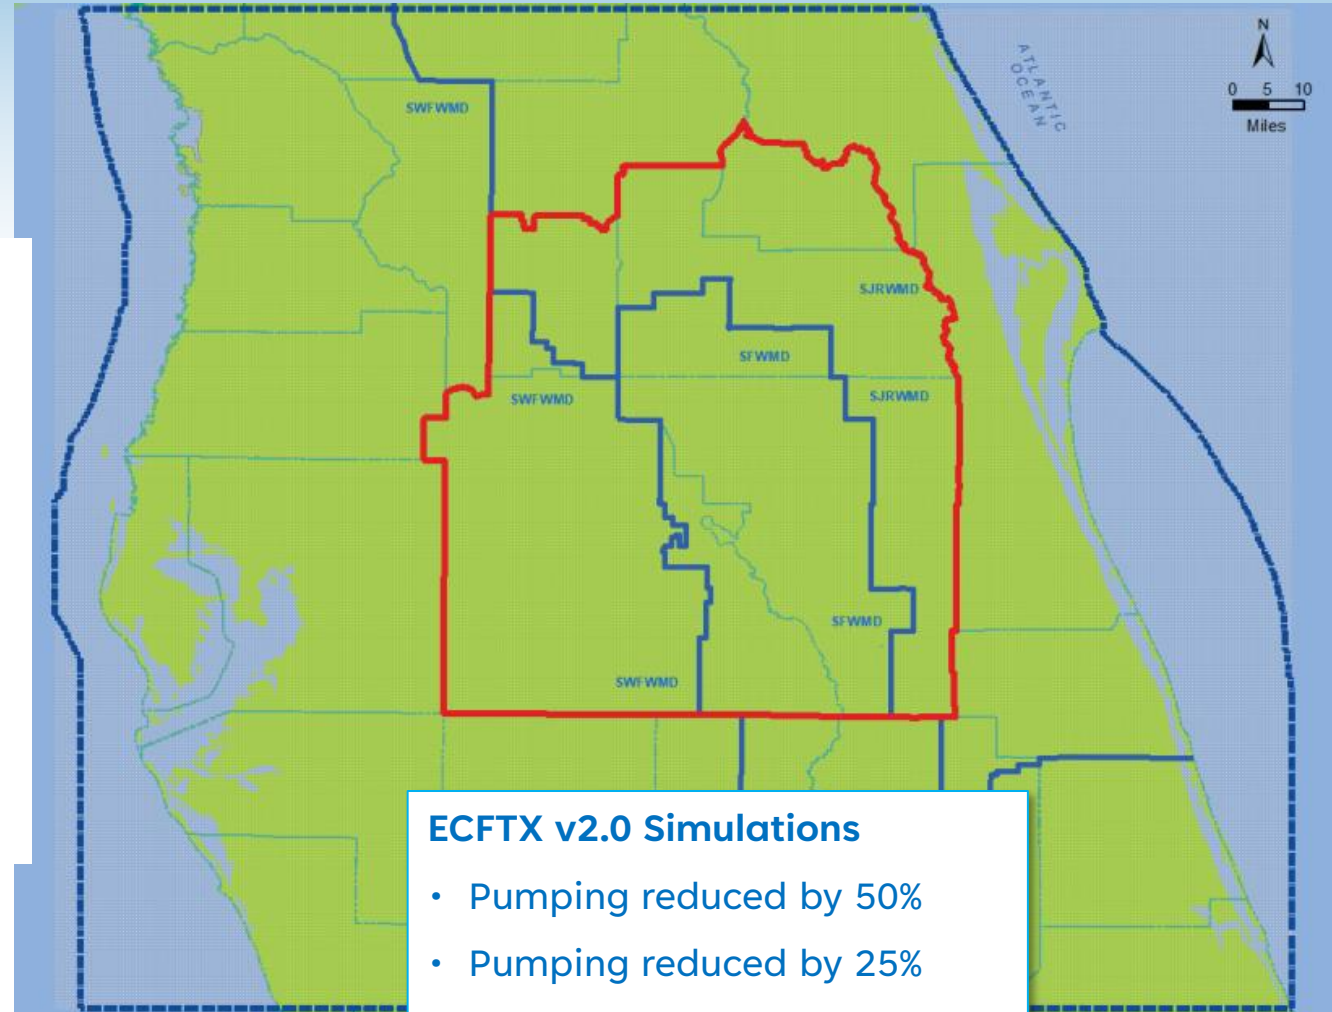 N
ATLANTIC
OCEAN
0 5 10
Miles
SWFWMD
SJRWMD
SFWMD
SWFWMD
SJRWMD
SFWMD
SWFWMD
ECFTX v2.0 Simulations
• Pumping reduced by 50%
• Pumping reduced by 25%